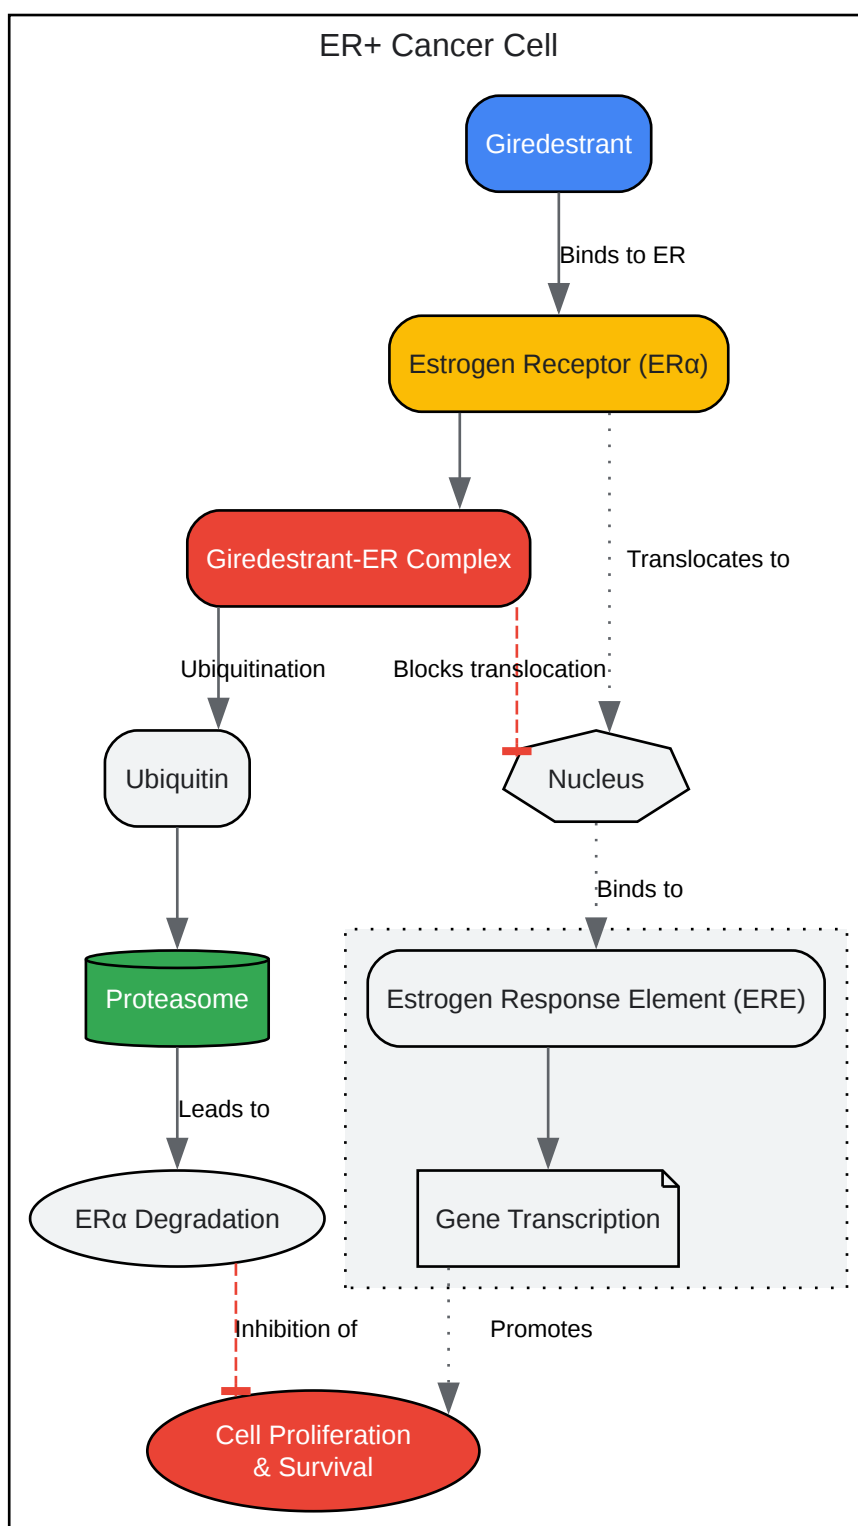 ER+ Cancer Cell
Giredestrant
Binds to ER
Estrogen Receptor (ERα)
Giredestrant-ER Complex
Translocates to
Ubiquitination
Blocks translocation
Ubiquitin
Nucleus
Binds to
Proteasome
Estrogen Response Element (ERE)
Leads to
ERα Degradation
Gene Transcription
Inhibition of
Promotes
Cell Proliferation
& Survival